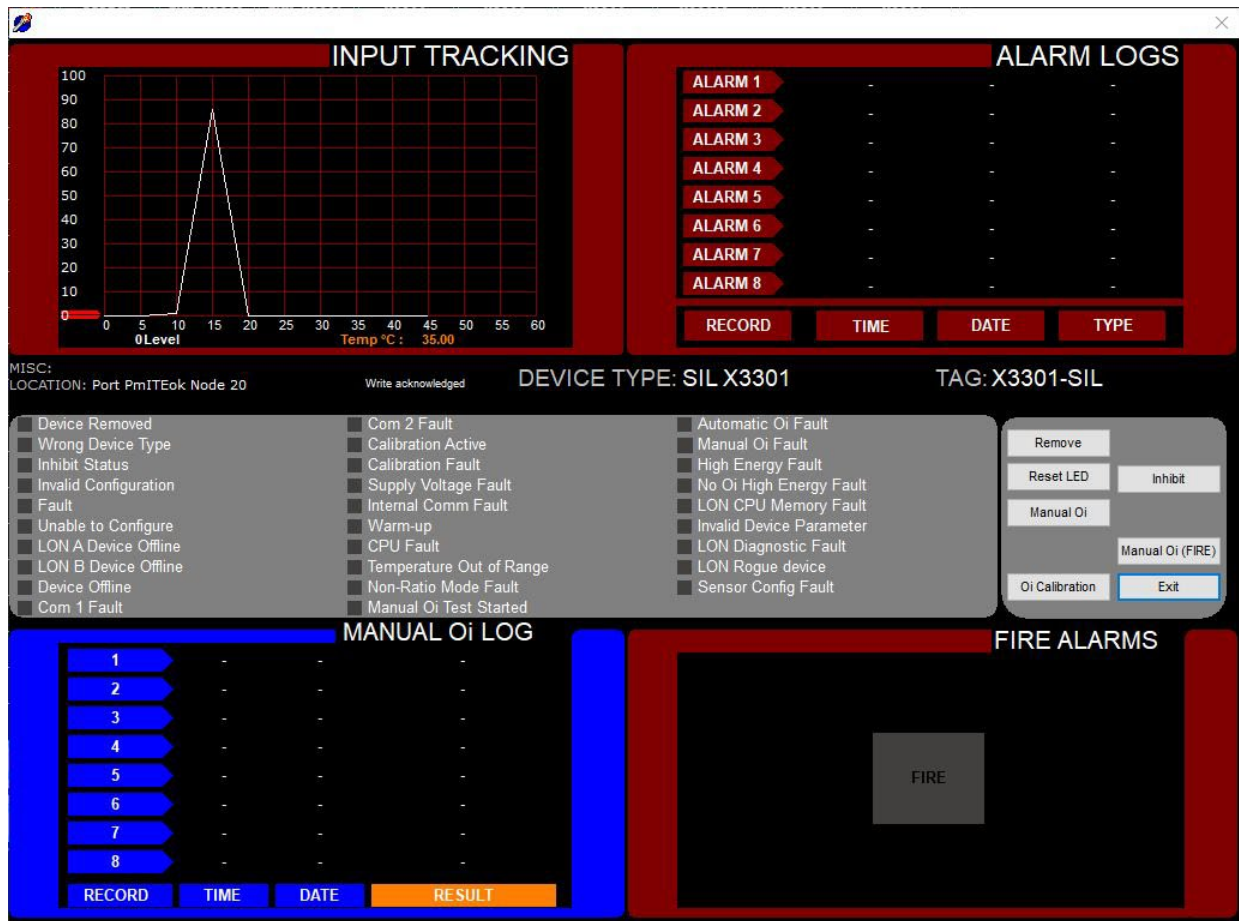 INPUT TRACKING
100
90
80
70
60
50
40
30
20
10
0
0 5 10 15 20 25 30 35 40 45 50 55 60
0Level Temp °C : 35.00
ALARM LOGS
ALARM 1 - - -
ALARM 2 - - -
ALARM 3 - - -
ALARM 4 - - -
ALARM 5 - - -
ALARM 6 - - -
ALARM 7 - - -
ALARM 8 - - -
RECORD TIME DATE TYPE
MISC:
LOCATION: Port PmITEok Node 20 Write acknowledged DEVICE TYPE: SIL X3301 TAG: X3301-SIL
Device Removed
Wrong Device Type
Inhibit Status
Invalid Configuration
Fault
Unable to Configure
LON A Device Offline
LON B Device Offline
Device Offline
Com 1 Fault
Com 2 Fault
Calibration Active
Calibration Fault
Supply Voltage Fault
Internal Comm Fault
Warm-up
CPU Fault
Temperature Out of Range
Non-Ratio Mode Fault
Manual Oi Test Started
Automatic Oi Fault
Manual Oi Fault
High Energy Fault
No Oi High Energy Fault
LON CPU Memory Fault
Invalid Device Parameter
LON Diagnostic Fault
LON Rogue device
Sensor Config Fault
Remove
Reset LED Inhibit
Manual Oi
Manual Oi (FIRE)
Oi Calibration Exit
MANUAL Oi LOG
1 - - -
2 - - -
3 - - -
4 - - -
5 - - -
6 - - -
7 - - -
8 - - -
RECORD TIME DATE RESULT
FIRE ALARMS
FIRE